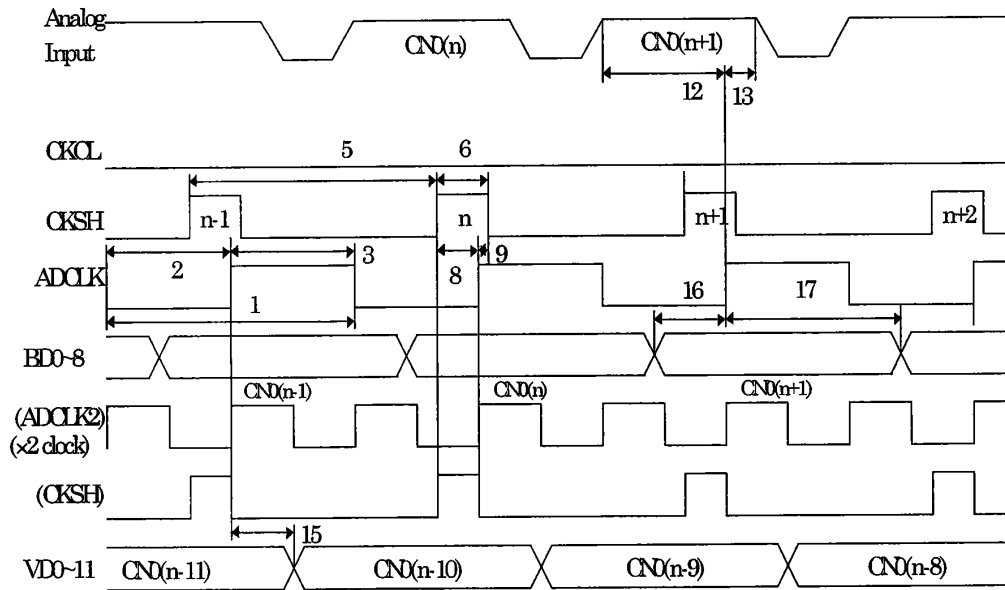 Analog
Input
CN0(n)
CN0(n+1)
12
13
CKCL
5
6
CKSH
n-1
n
n+1
n+2
ADCLK
2
3
8
9
1
16
17
BD0~8
CN0(n-1)
CN0(n)
CN0(n+1)
(ADCLK2)
(×2 clock)
(CKSH)
15
VD0~11
CN0(n-11)
CN0(n-10)
CN0(n-9)
CN0(n-8)